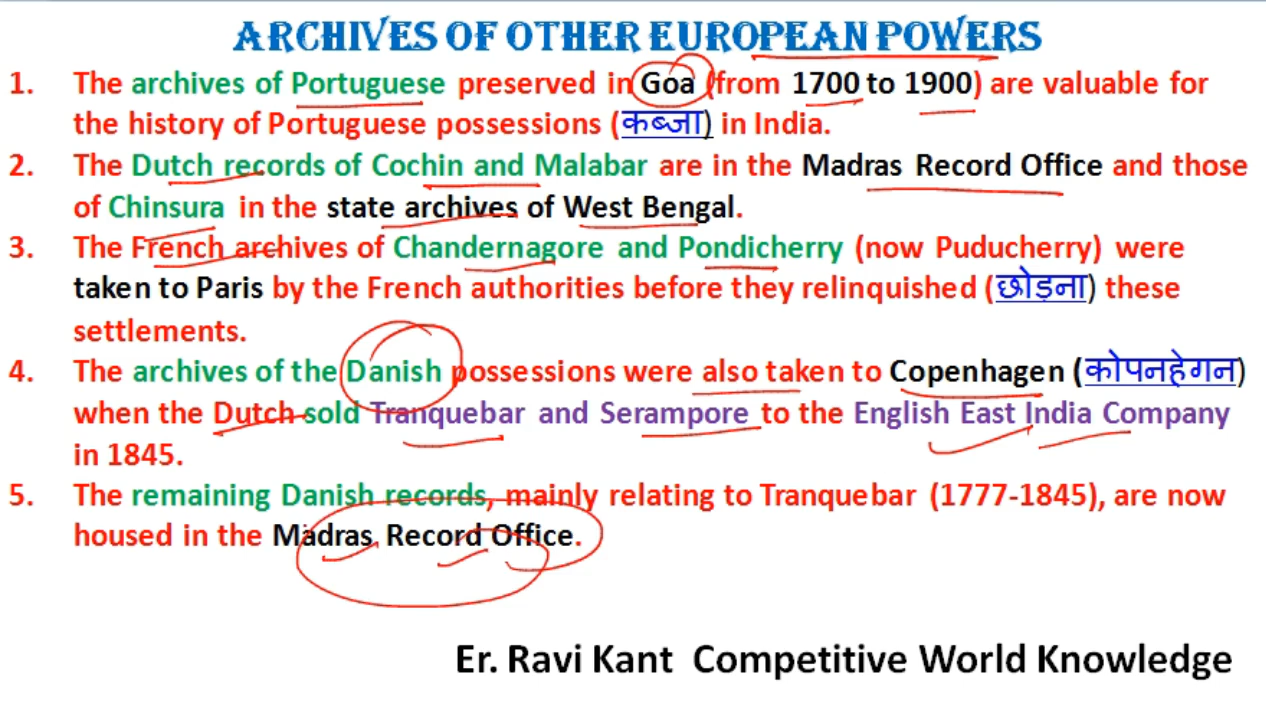 ARCHIVES OF OTHER EUROPEAN POWERS
1. The archives of Portuguese preserved in Goa (from 1700 to 1900) are valuable for
the history of Portuguese possessions (कब्जा) in India.
2. The Dutch records of Cochin and Malabar are in the Madras Record Office and those
of Chinsura in the state archives of West Bengal.
3. The French archives of Chandernagore and Pondicherry (now Puducherry) were
taken to Paris by the French authorities before they relinquished (छोड़ना) these
settlements.
4. The archives of the Danish possessions were also taken to Copenhagen (कोपनहेगन)
when the Dutch sold Tranquebar and Serampore to the English East India Company
in 1845.
5. The remaining Danish records, mainly relating to Tranquebar (1777-1845), are now
housed in the Madras Record Office.
Er. Ravi Kant Competitive World Knowledge